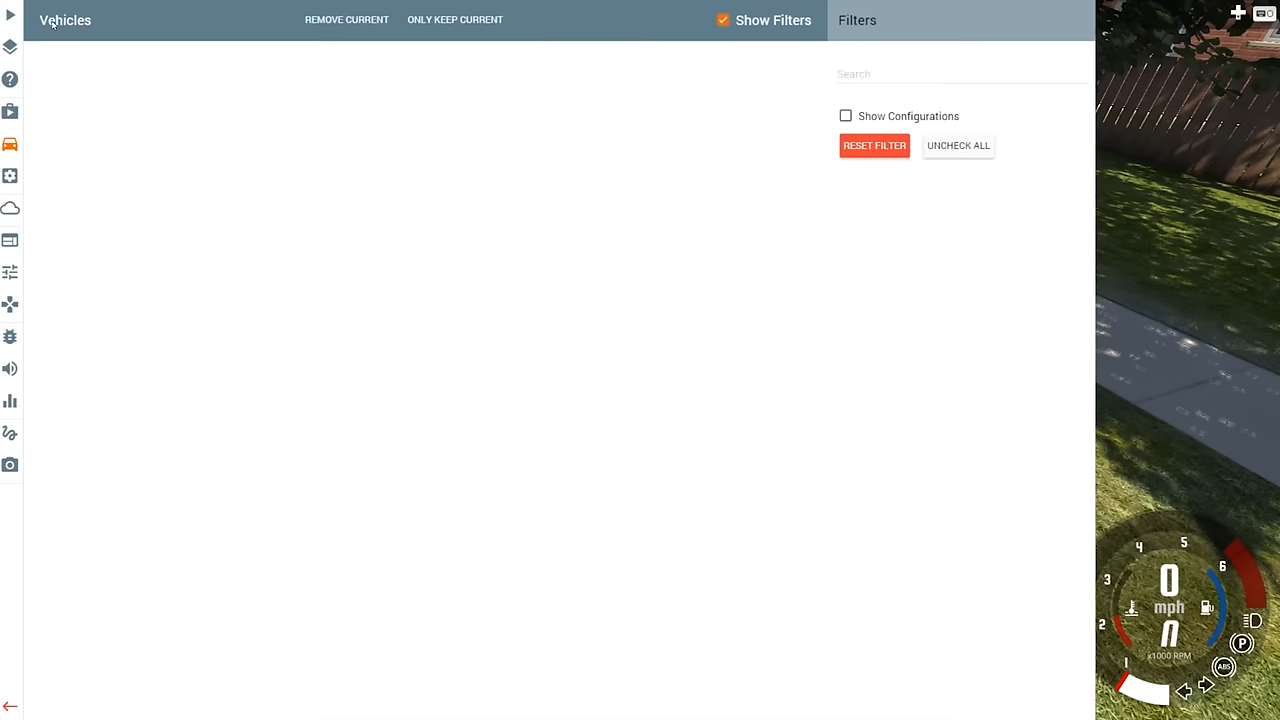 Vehicles
REMOVE CURRENT
ONLY KEEP CURRENT
Show Filters
Filters
Search
Show Configurations
RESET FILTER
UNCHECK ALL
0
5
4
6
3
0
mph
2
n
x1000 RPM
P
1
ABS